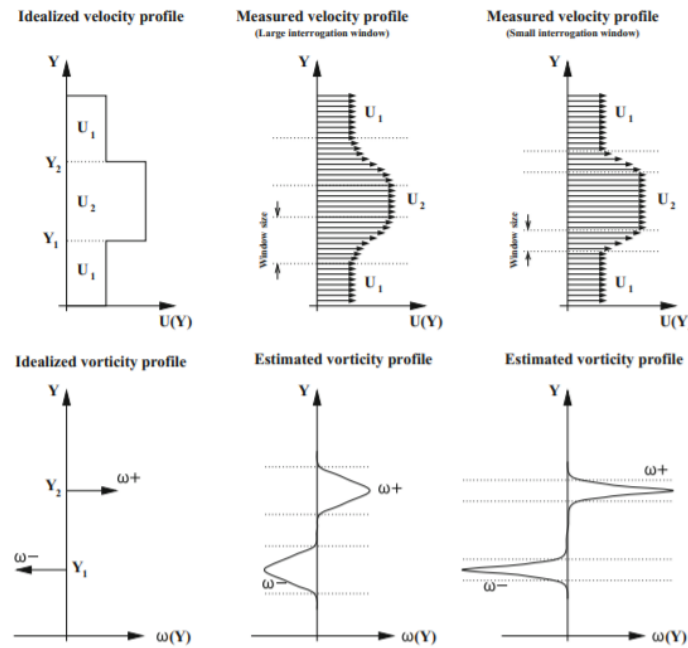 Idealized velocity profile
Y
U1
Y2
U2
Y1
U1
U(Y)
Measured velocity profile
(Large interrogation window)
Y
U1
U2
Window size
U1
U(Y)
Measured velocity profile
(Small interrogation window)
Y
U1
U2
Window size
U1
U(Y
Idealized vorticity profile
Y
Y2
ω+
ω−
Y1
ω(Y)
Estimated vorticity profile
Y
ω+
ω−
ω(Y)
Estimated vorticity profile
Y
ω+
ω−
ω(Y)